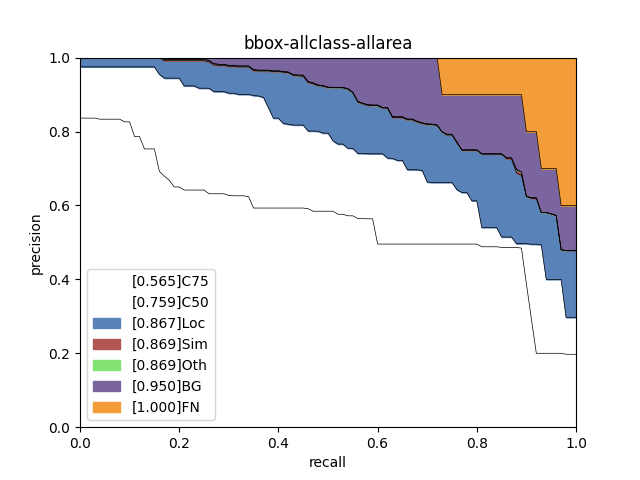 bbox-allclass-allarea
1.0
0.8
0.6
0.4
0.2
0.0
precision
[0.565]C75
[0.759]C50
[0.867]Loc
[0.869]Sim
[0.869]Oth
[0.950]BG
[1.000]FN
0.0 0.2 0.4 0.6 0.8 1.0
recall